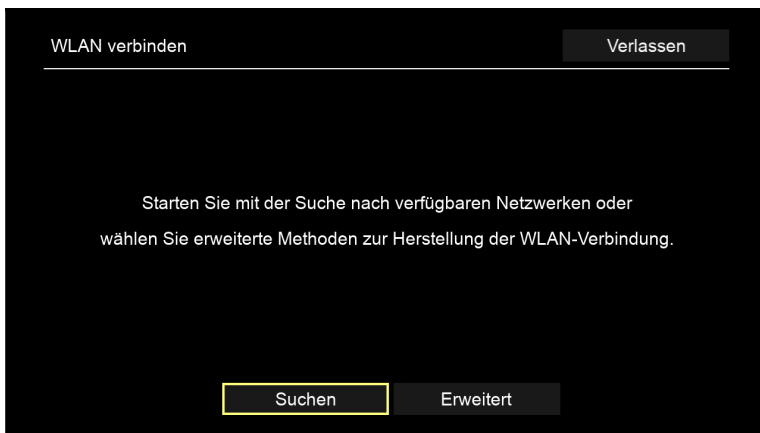 WLAN verbinden
Verlassen
Starten Sie mit der Suche nach verfügbaren Netzwerken oder
wählen Sie erweiterte Methoden zur Herstellung der WLAN-Verbindung.
Suchen
Erweitert